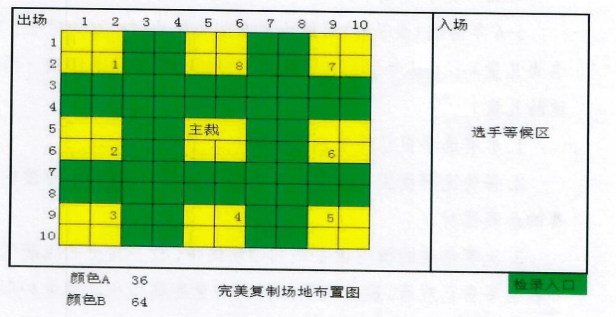 出场 1 2 3 4 5 6 7 8 9 10 入场
1
2 1 8 7
3
4
5 主裁 选手等候区
6 2 6
7
8
9 3 4 5
10
颜色A 36
颜色B 64
完美复制场地布置图
检录入口